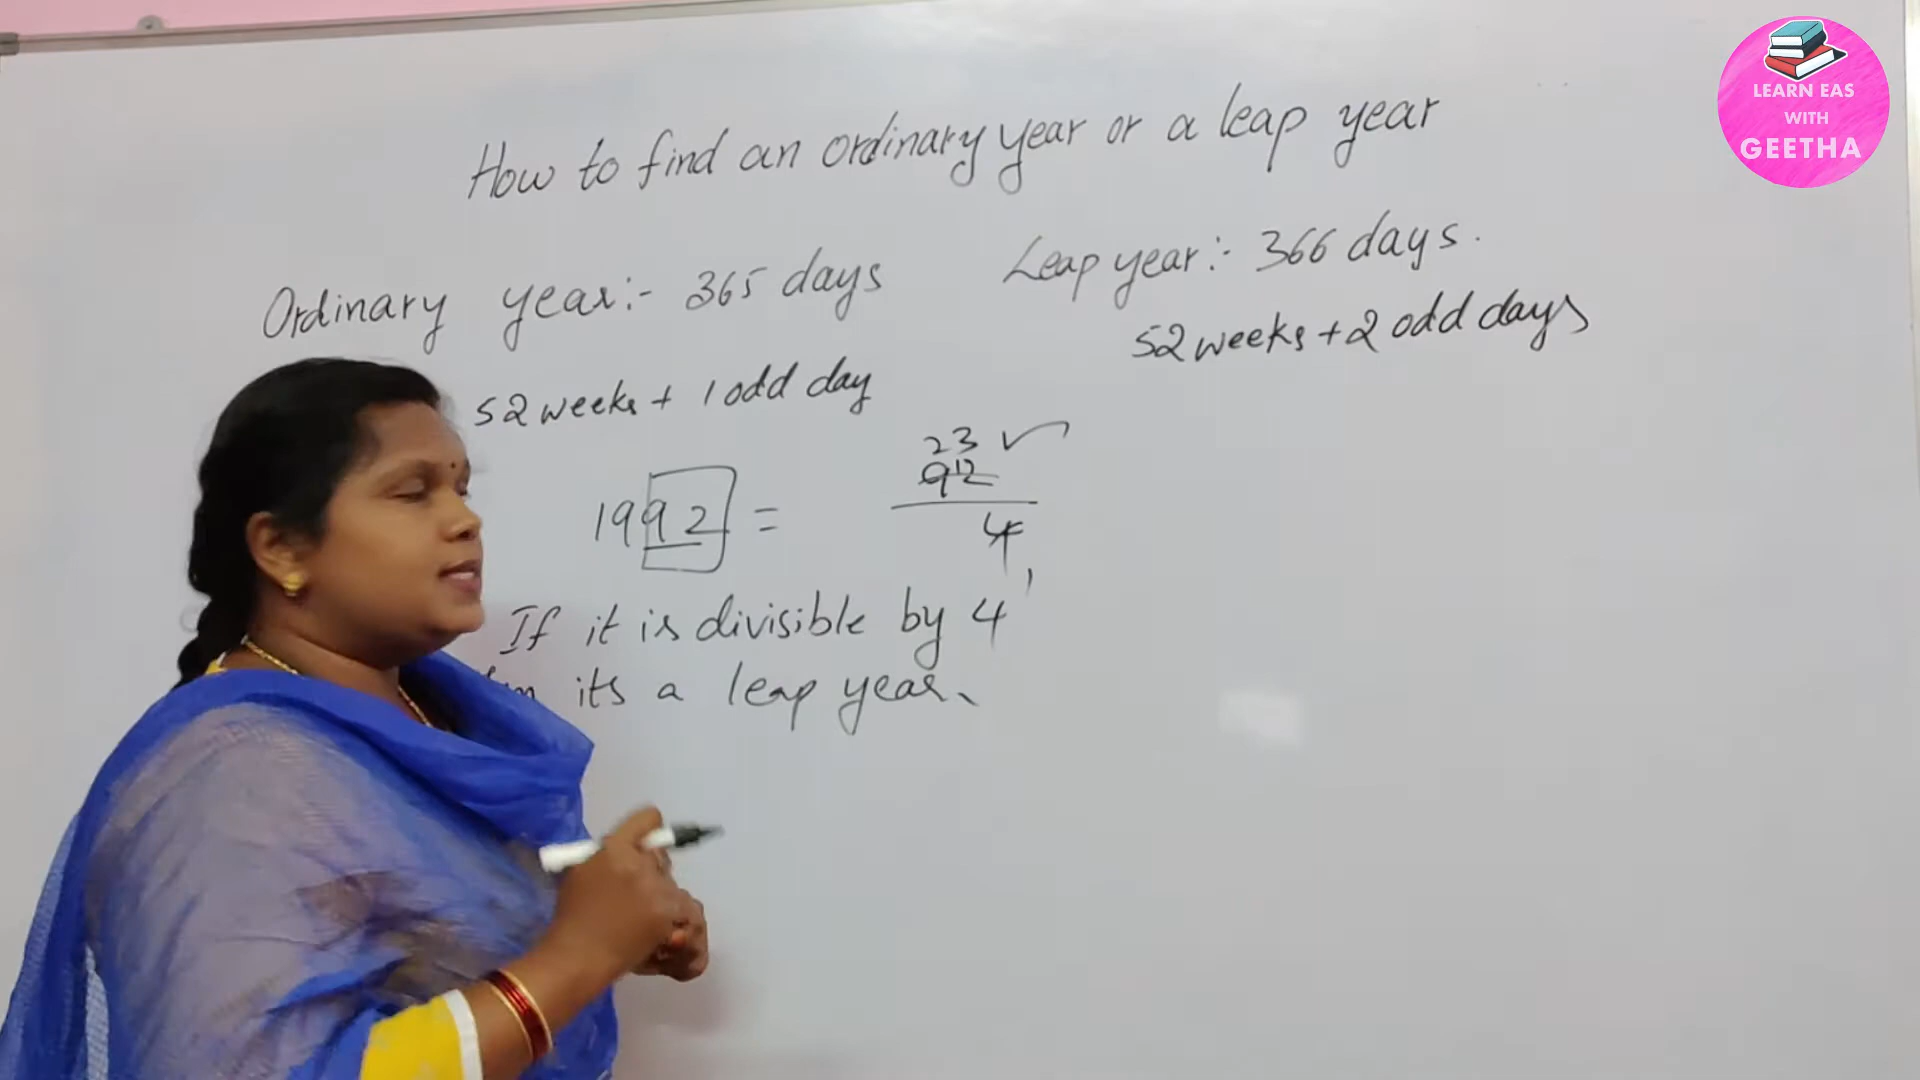 LEARN EAS
WITH
GEETHA
How to find an ordinary year or a leap year
Ordinary year:- 365 days
Leap year:- 366 days.
52 weeks + 1 odd day
52 weeks + 2 odd days
23 ✓
1992 = 912
4
If it is divisible by 4
its a leap year